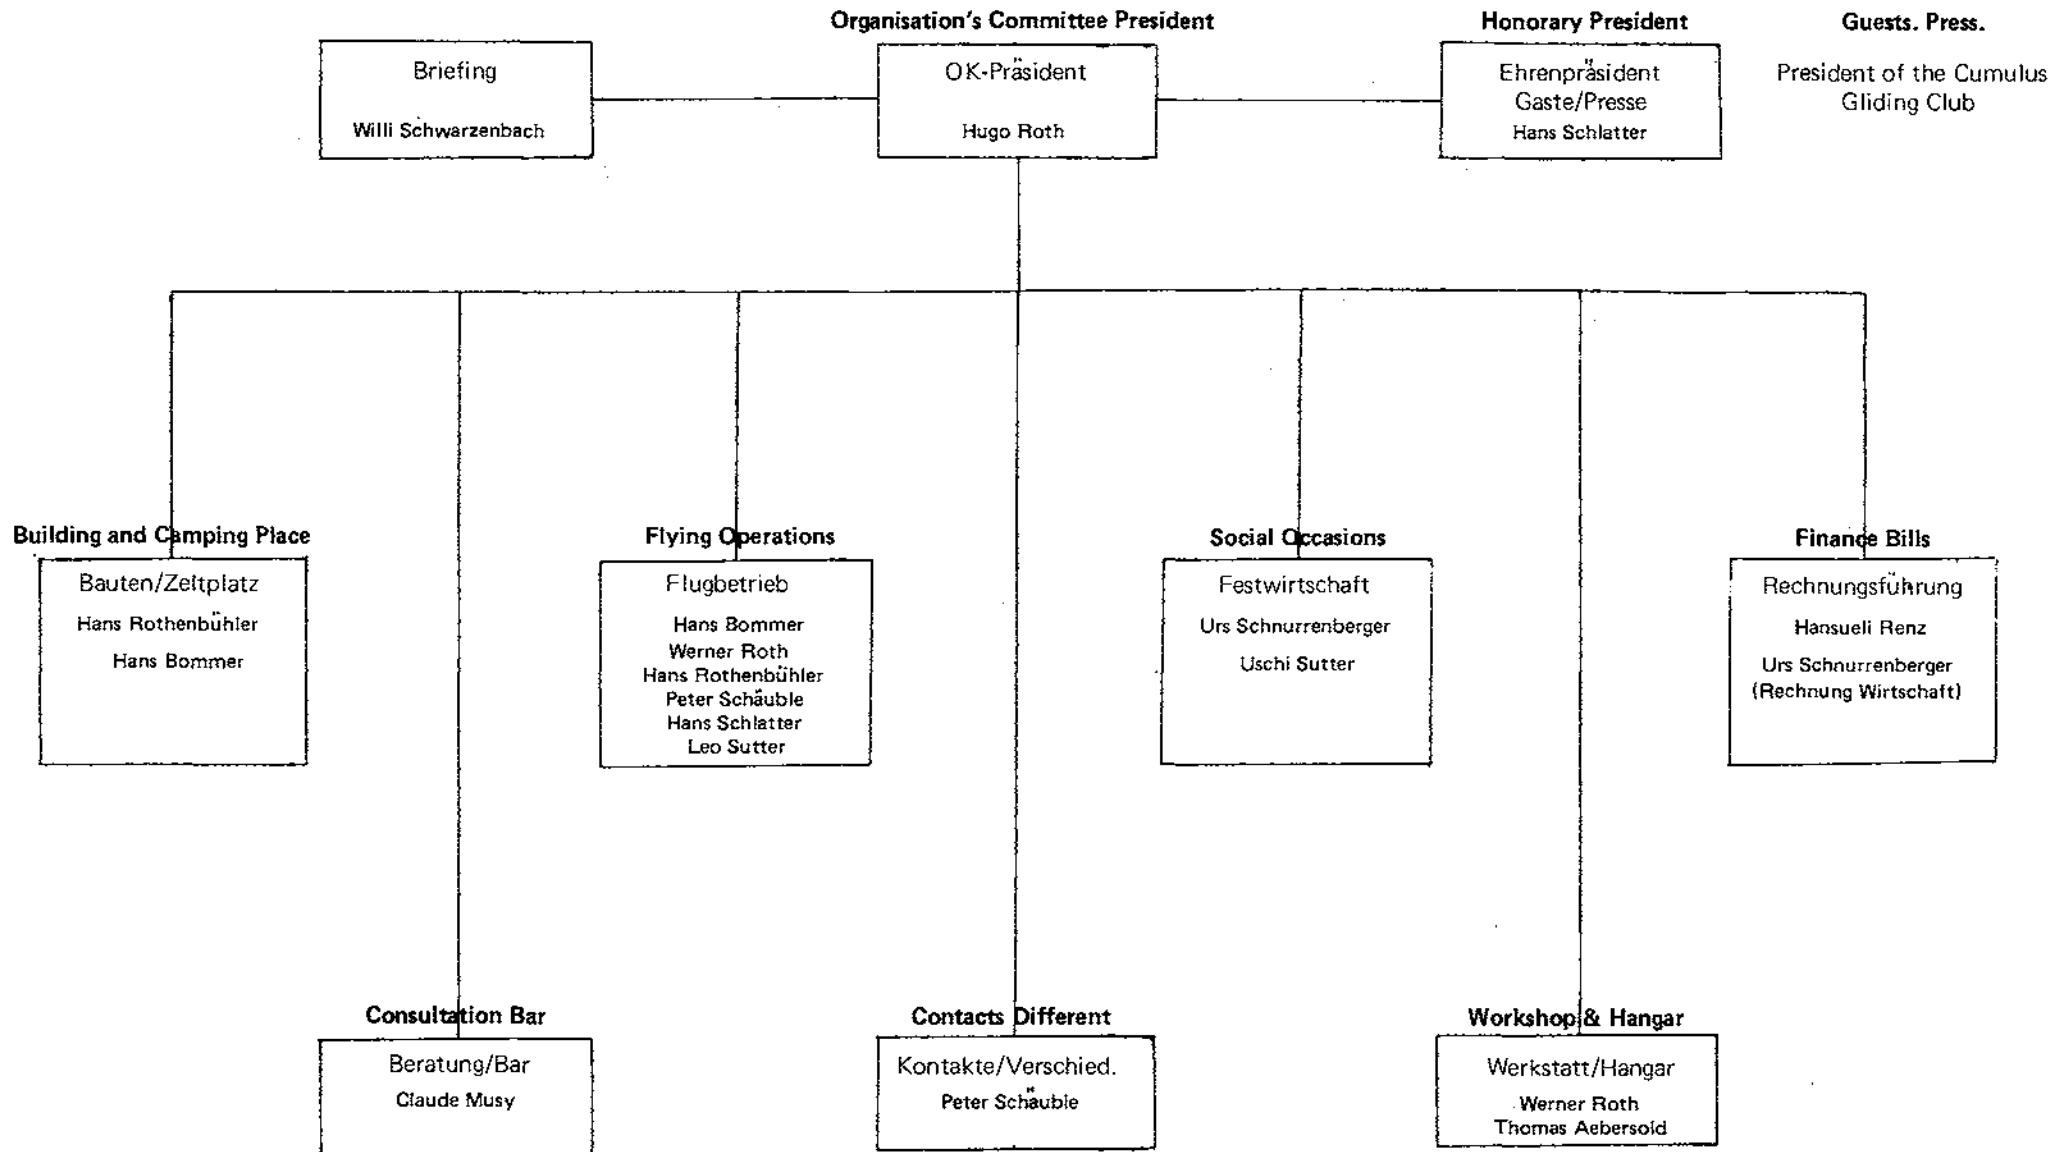 Organisation's Committee President
Honorary President
Guests. Press.
Briefing
Willi Schwarzenbach
OK-Präsident
Hugo Roth
Ehrenpräsident
Gaste/Presse
Hans Schlatter
President of the Cumulus
Gliding Club
Building and Camping Place
Bauten/Zeltplatz
Hans Rothenbühler
Hans Bommer
Flying Operations
Flugbetrieb
Hans Bommer
Werner Roth
Hans Rothenbühler
Peter Schäuble
Hans Schlatter
Leo Sutter
Social Occasions
Festwirtschaft
Urs Schnurrenberger
Uschi Sutter
Finance Bills
Rechnungsführung
Hansueli Renz
Urs Schnurrenberger
(Rechnung Wirtschaft)
Consultation Bar
Beratung/Bar
Claude Musy
Contacts Different
Kontakte/Verschied.
Peter Schäuble
Workshop & Hangar
Werkstatt/Hangar
Werner Roth
Thomas Aebersold